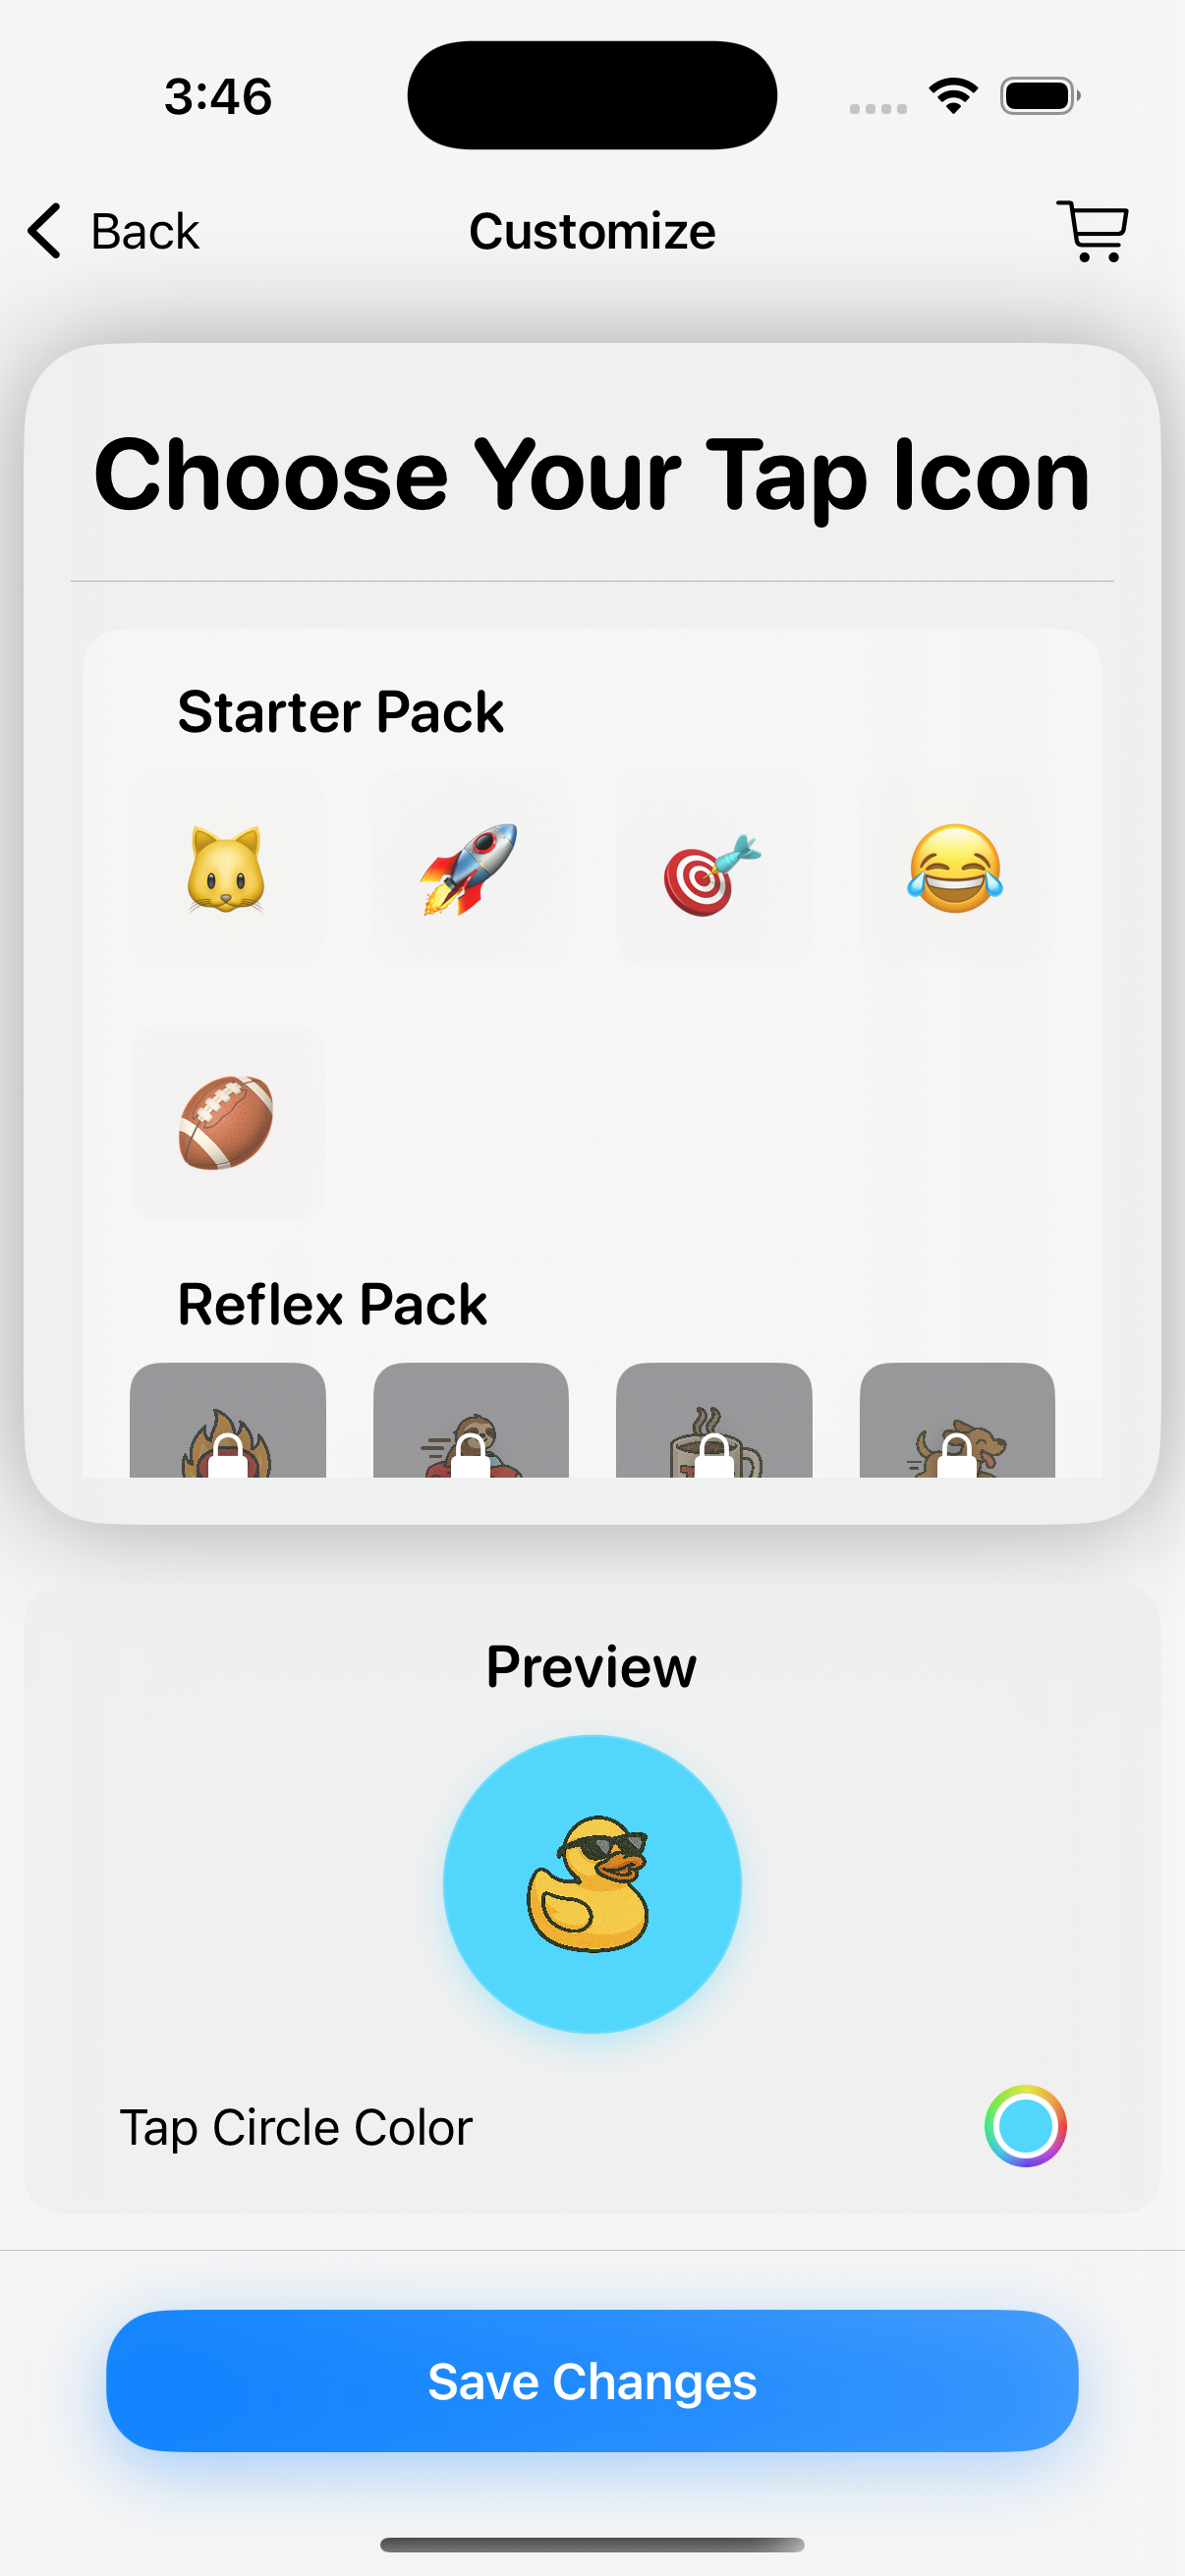 3:46
Back
Customize
Choose Your Tap Icon
Starter Pack
Reflex Pack
Preview
Tap Circle Color
Save Changes